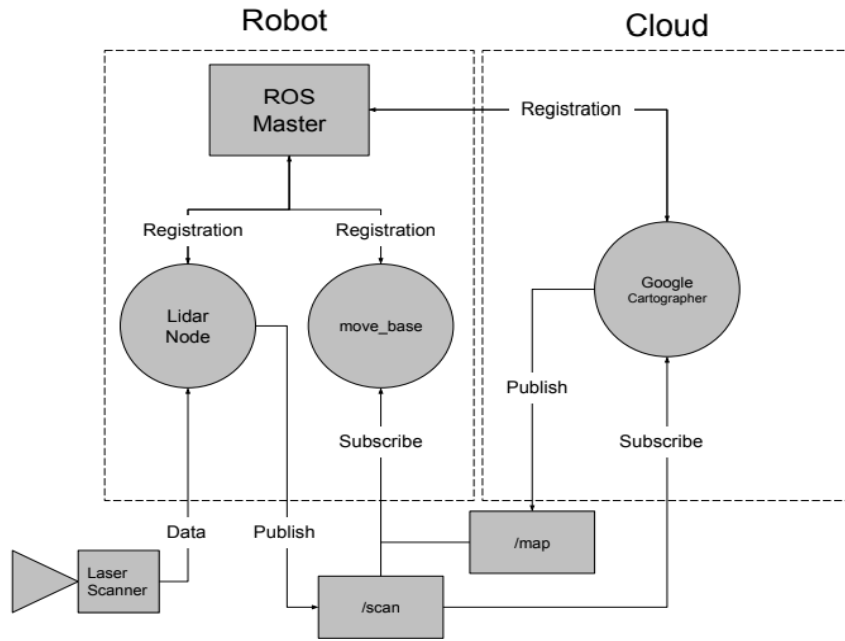 Robot
Cloud
ROS
Master
Registration
Registration
Registration
Lidar
Node
move_base
Google
Cartographer
Publish
Subscribe
Subscribe
Data
Publish
/map
Laser
Scanner
/scan